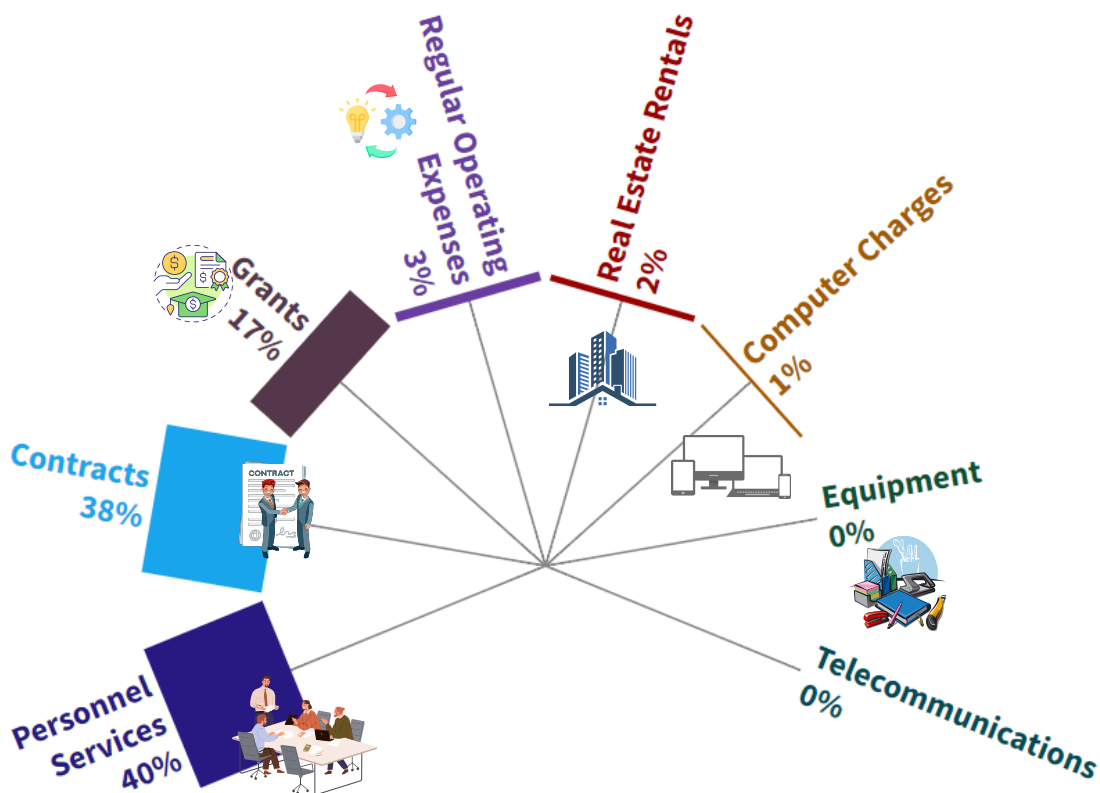 Personnel
Services
40%
Contracts
38%
CONTRACT
Grants
17%
Regular Operating
Expenses
3%
Real Estate Rentals
2%
Computer Charges
1%
Equipment
0%
Telecommunications
0%